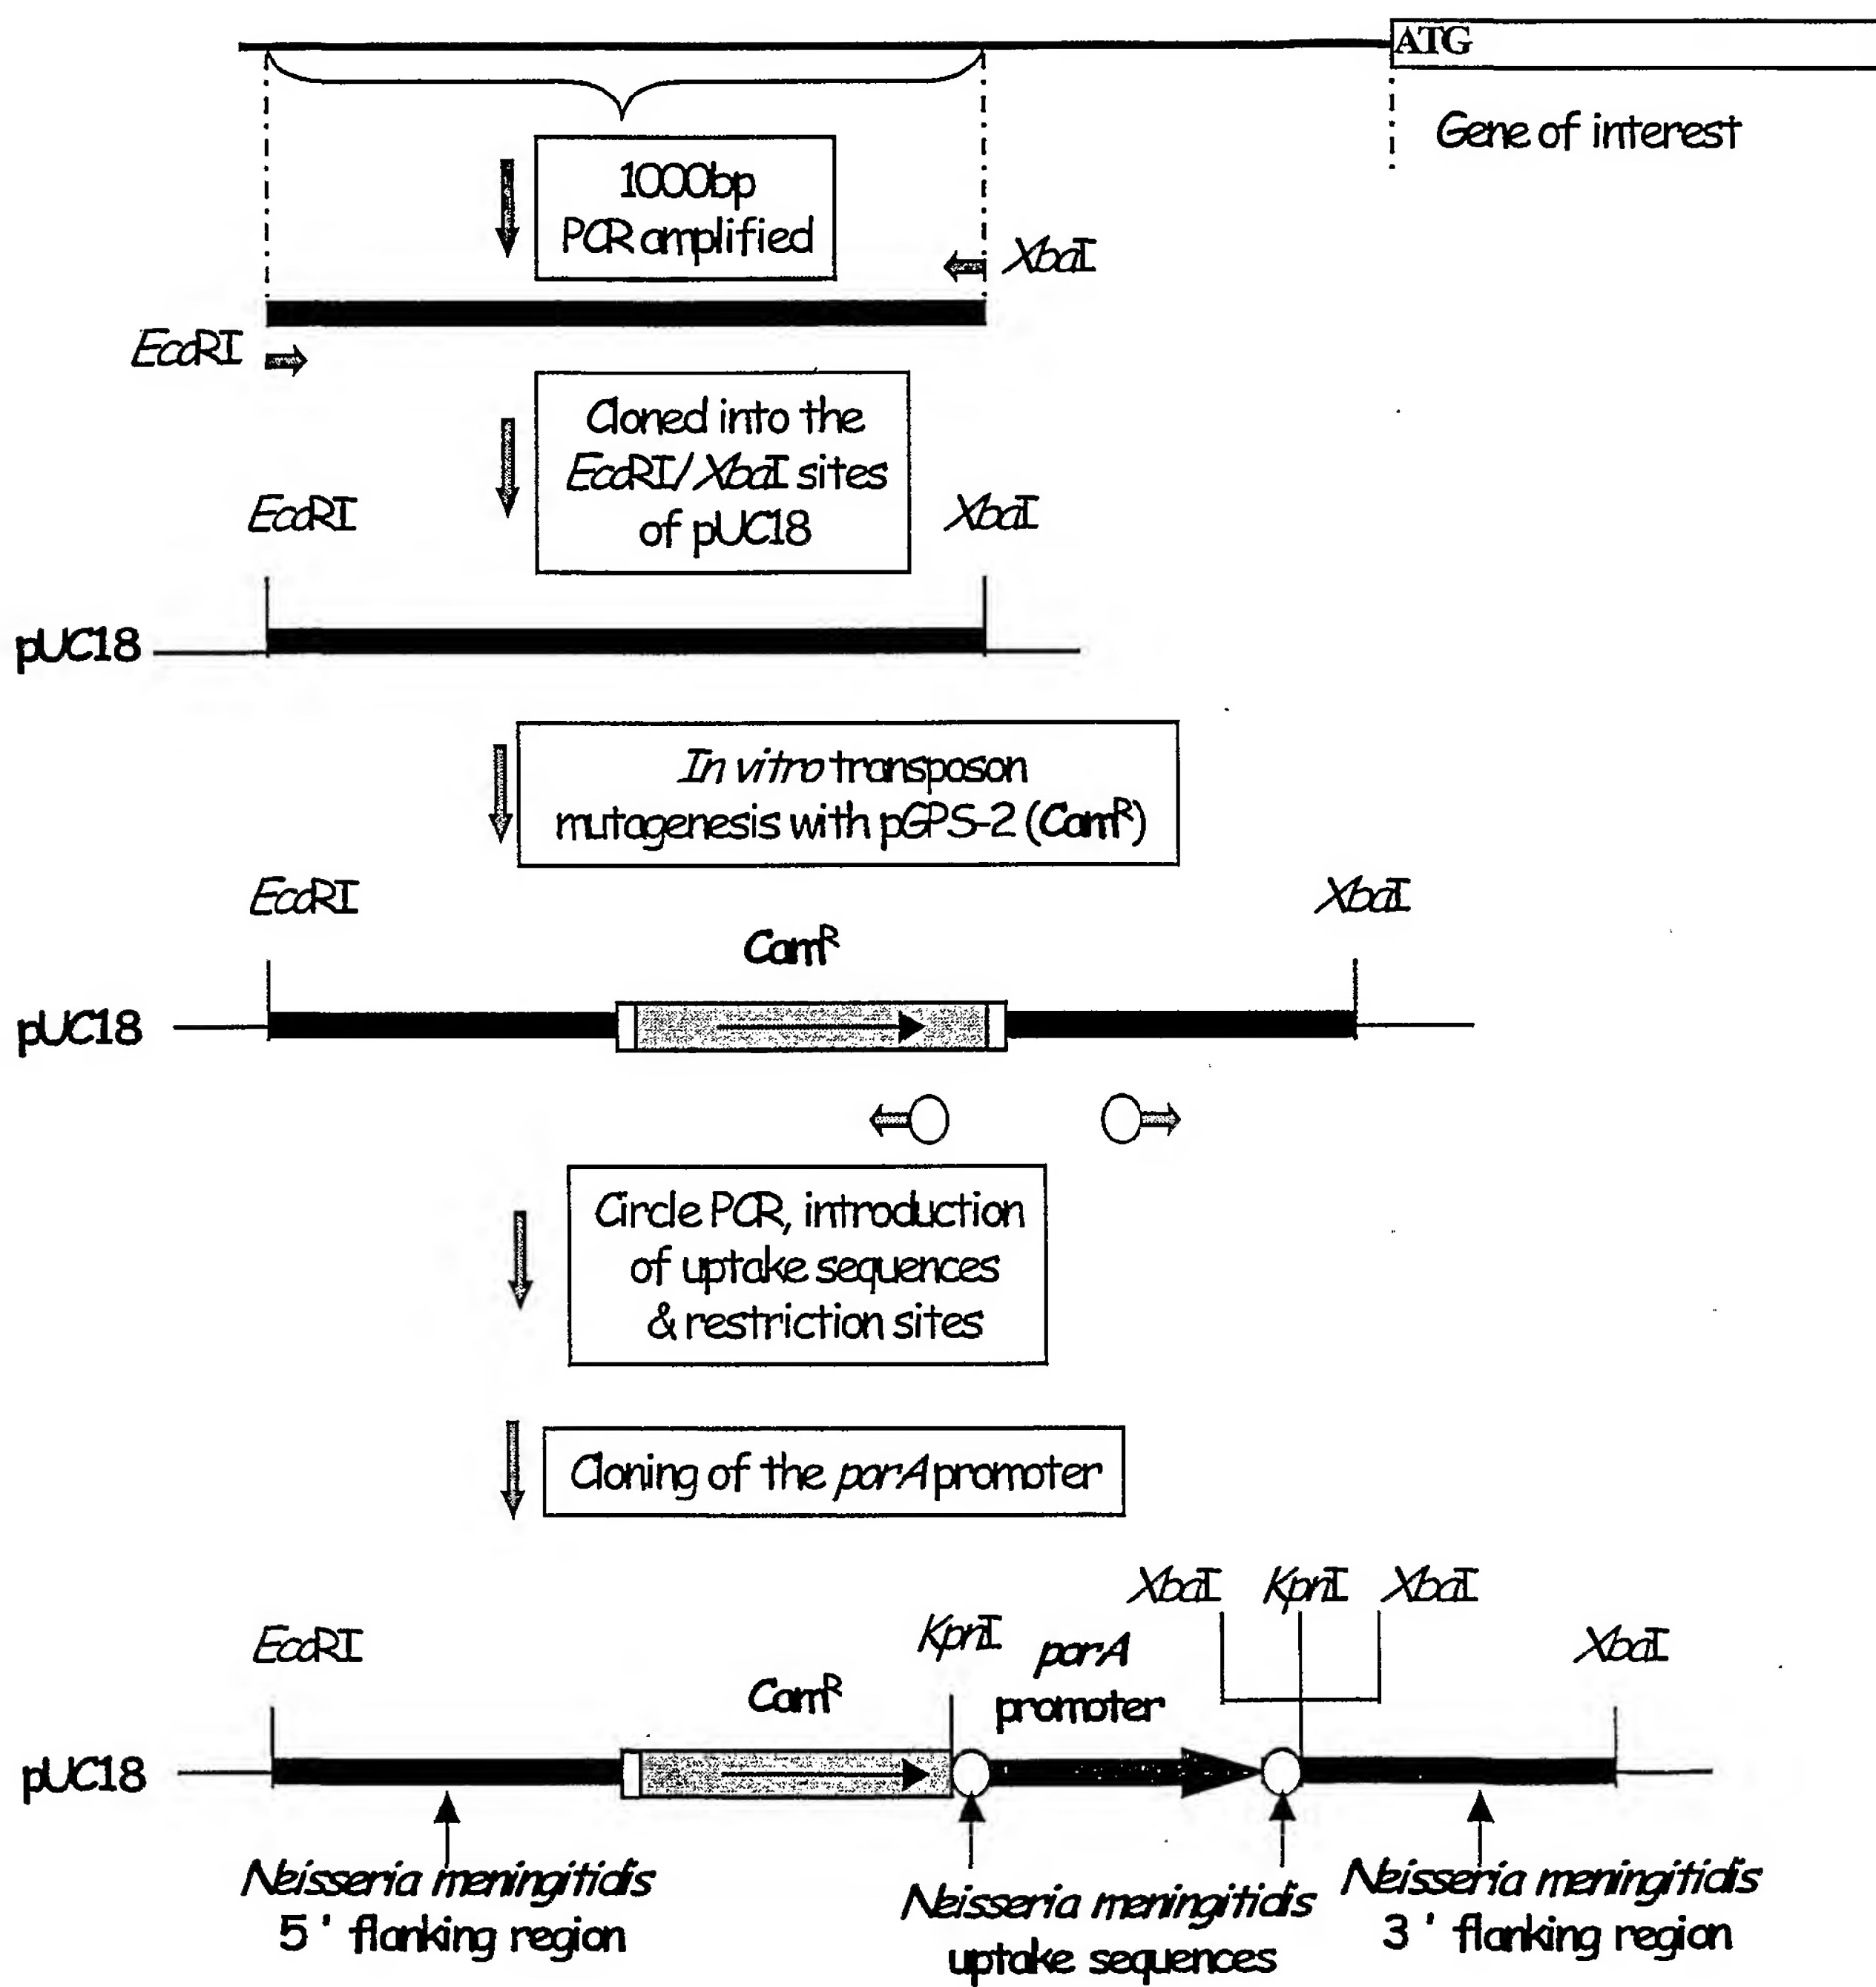 ATG
Gene of interest
1000bp
PCR amplified
XbaI
EcoRI
Cloned into the
EcoRI/XbaI sites
of pUC18
EcoRI
XbaI
pUC18
In vitro transposon
mutagenesis with pGPS-2 (CamR)
EcoRI
XbaI
CamR
pUC18
Circle PCR, introduction
of uptake sequences
& restriction sites
Cloning of the porA promoter
XbaI KpnI XbaI
EcoRI
KpnI
porA
promoter
XbaI
CamR
pUC18
Neisseria meningitidis
5 ' flanking region
Neisseria meningitidis
uptake sequences
Neisseria meningitidis
3 ' flanking region